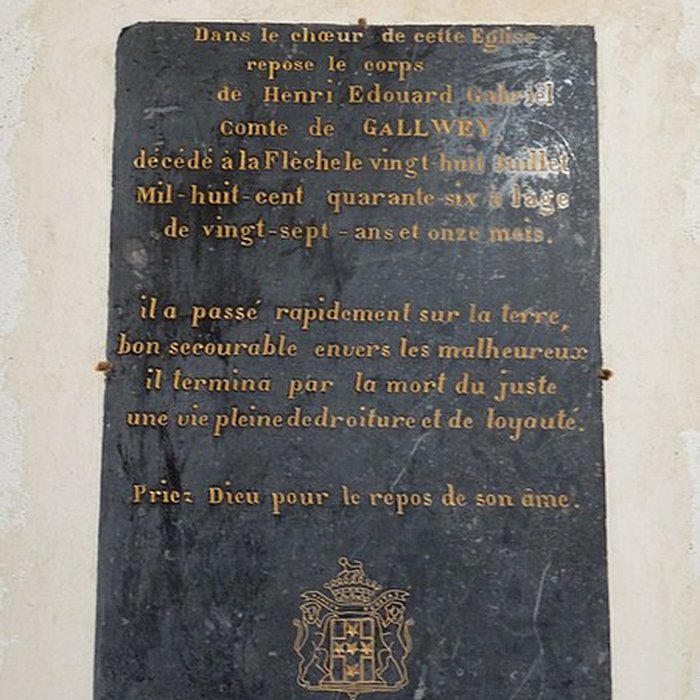 Dans le chœur de cette Eglise
repose le corps
de Henri Edouard Gabriel
Comte de GALLWEY
décédé à la Flèche le vingt-huit Juillet
Mil-huit-cent quarante-six à l'age
de vingt-sept-ans et onze mois.
il a passé rapidement sur la terre,
bon secourable envers les malheureux
il termina par la mort du juste
une vie pleine de droiture et de loyauté.
Priez Dieu pour le repos de son âme.